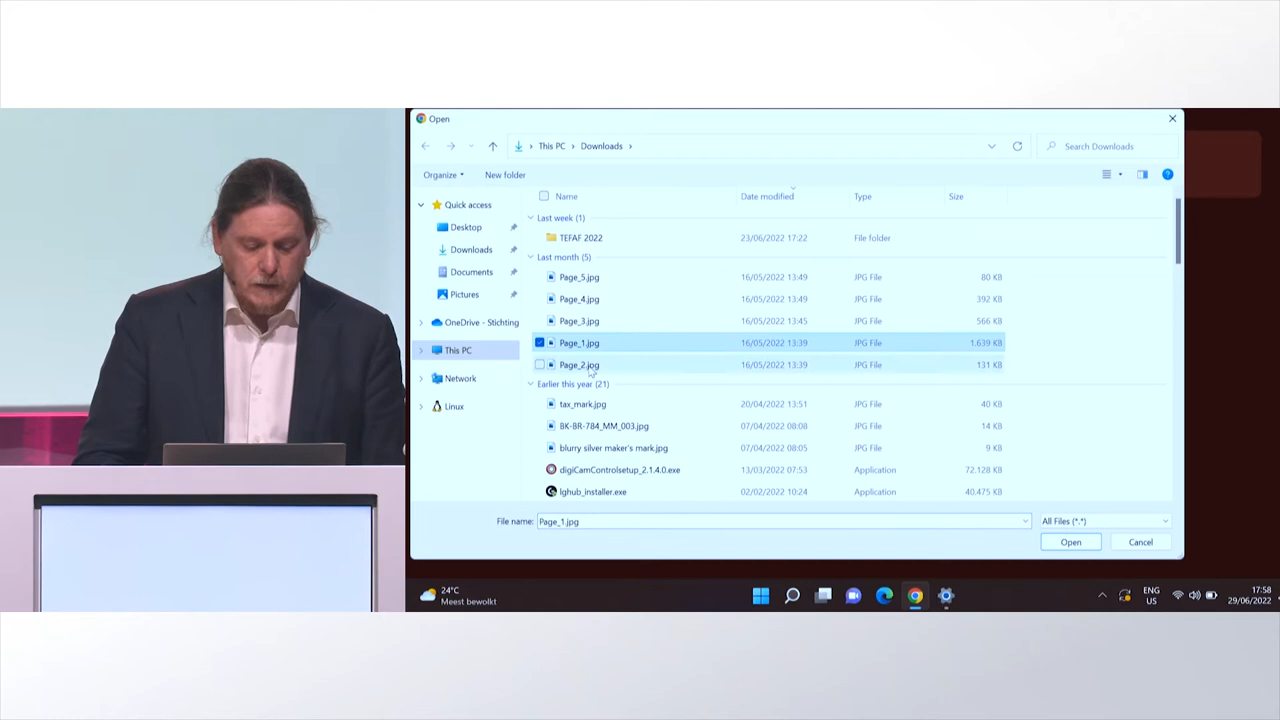 Open
This PC › Downloads ›
Search Downloads
Organize
New folder
Name Date modified Type Size
Quick access
Desktop
Downloads
Documents
Pictures
OneDrive - Stichting
This PC
Network
Linux
Last week (1)
TEFAF 2022 23/06/2022 17:22 File folder
Last month (5)
Page_5.jpg 16/05/2022 13:49 JPG File 80 KB
Page_4.jpg 16/05/2022 13:49 JPG File 392 KB
Page_3.jpg 16/05/2022 13:45 JPG File 566 KB
Page_1.jpg 16/05/2022 13:39 JPG File 1.639 KB
Page_2.jpg 16/05/2022 13:39 JPG File 131 KB
Earlier this year (21)
tax_mark.jpg 20/04/2022 13:51 JPG File 40 KB
BK-BR-784_MM_003.jpg 07/04/2022 08:08 JPG File 14 KB
blurry silver maker's mark.jpg 07/04/2022 08:05 JPG File 9 KB
digiCamControlsetup_2.1.4.0.exe 13/03/2022 07:53 Application 72.128 KB
lghub_installer.exe 02/02/2022 10:24 Application 40.475 KB
File name: Page_1.jpg
All Files (*.*)
Open
Cancel
24°C
Meest bewolkt
ENG
US
17:58
29/06/2022